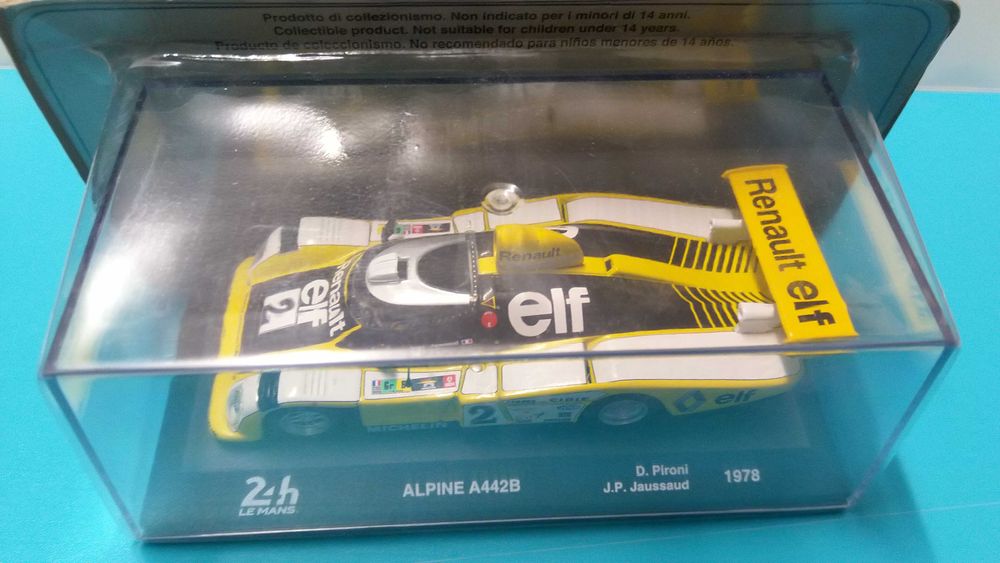 Prodotto di collezionismo. Non indicato per i minori di 14 anni.
Collectible product. Not suitable for children under 14 years.
Producto de coleccionismo. No recomendado para niños menores de 14 años.
Renault elf
Renault
elf
Renault
elf
2
2
MICHELIN
elf
24h
LE MANS
ALPINE A442B
D. Pironi
J.P. Jaussaud
1978